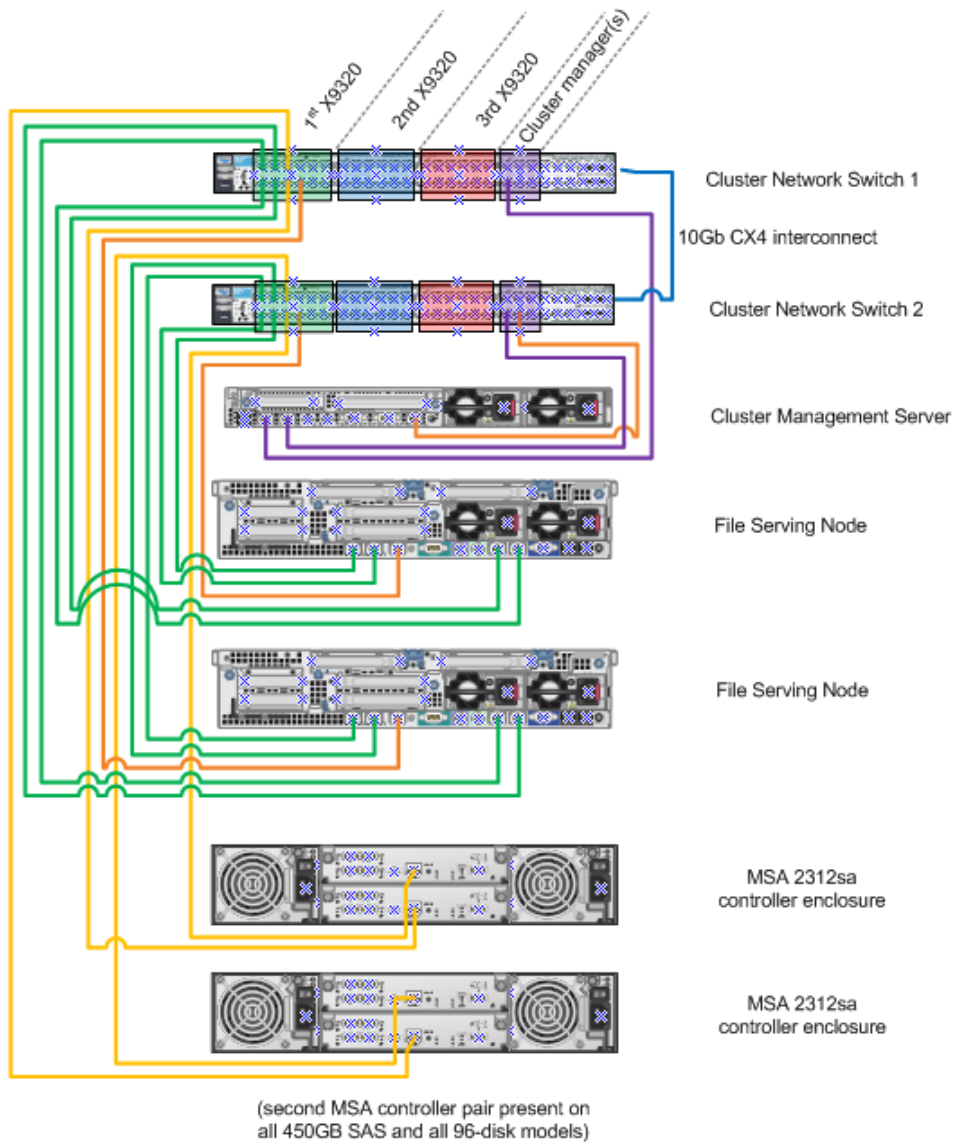 1st X9320
2nd X9320
3rd X9320
Cluster manager(s)
Cluster Network Switch 1
10Gb CX4 interconnect
Cluster Network Switch 2
Cluster Management Server
File Serving Node
File Serving Node
MSA 2312sa
controller enclosure
MSA 2312sa
controller enclosure
(second MSA controller pair present on
all 450GB SAS and all 96-disk models)